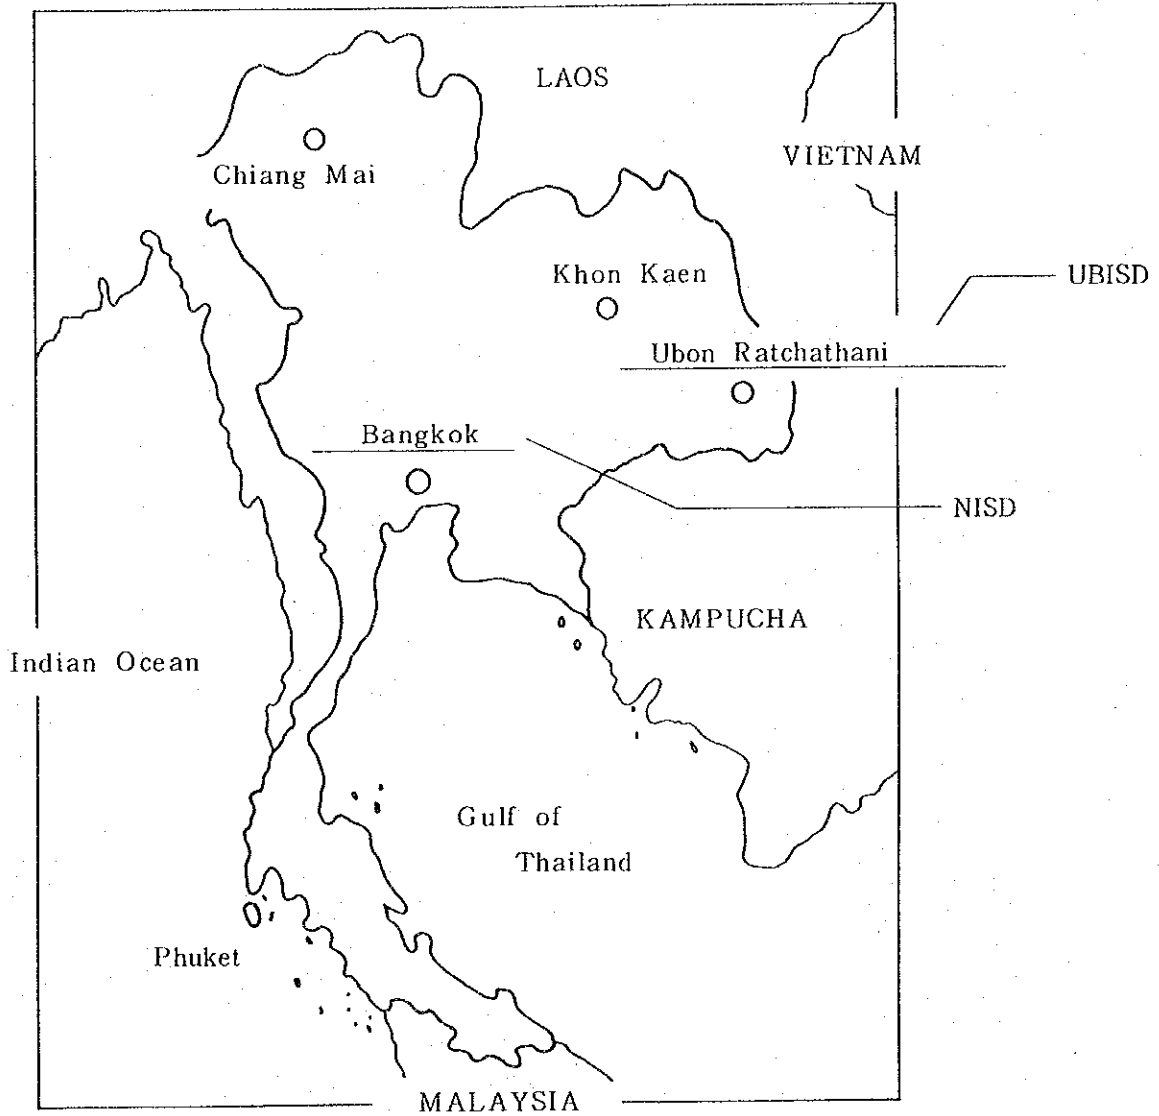 LAOS
VIETNAM
Chiang Mai
Khon Kaen
UBISD
Ubon Ratchathani
Bangkok
NISD
KAMPUCHA
Indian Ocean
Gulf of
Thailand
Phuket
MALAYSIA